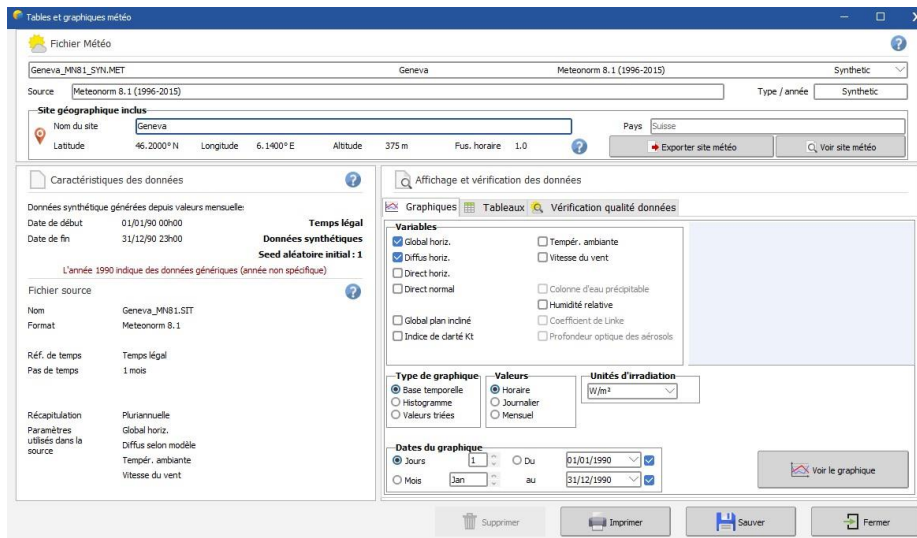 Tables et graphiques météo
Fichier Météo
Geneva_MN81_SYN.MET Geneva Meteonorm 8.1 (1996-2015) Synthetic
Source Meteonorm 8.1 (1996-2015) Type / année Synthetic
Site géographique inclus
Nom du site Geneva Pays Suisse
Latitude 46.2000° N Longitude 6.1400° E Altitude 375 m Fus. horaire 1.0 Exporter site météo Voir site météo
Caractéristiques des données
Données synthétique générées depuis valeurs mensuelle:
Date de début 01/01/90 00h00 Temps légal
Date de fin 31/12/90 23h00 Données synthétiques
Seed aléatoire initial : 1
L'année 1990 indique des données génériques (année non spécifique)
Fichier source
Nom Geneva_MN81.SIT
Format Meteonorm 8.1
Réf. de temps Temps légal
Pas de temps 1 mois
Récapitulation Pluriannuelle
Paramètres utilisés dans la source
Global horiz.
Diffus selon modèle
Tempér. ambiante
Vitesse du vent
Affichage et vérification des données
Graphiques Tableaux Vérification qualité données
Variables
Global horiz. Tempér. ambiante
Diffus horiz. Vitesse du vent
Direct horiz.
Direct normal Colonne d'eau précipitable
Humidité relative
Global plan incliné Coefficient de Linke
Indice de clarté Kt Profondeur optique des aérosols
Type de graphique Valeurs Unités d'irradiation
Base temporelle Horaire W/m²
Histogramme Journalier
Valeurs triées Mensuel
Dates du graphique
Jours 1 Du 01/01/1990
Mois Jan au 31/12/1990
Voir le graphique
Supprimer Imprimer Sauver Fermer